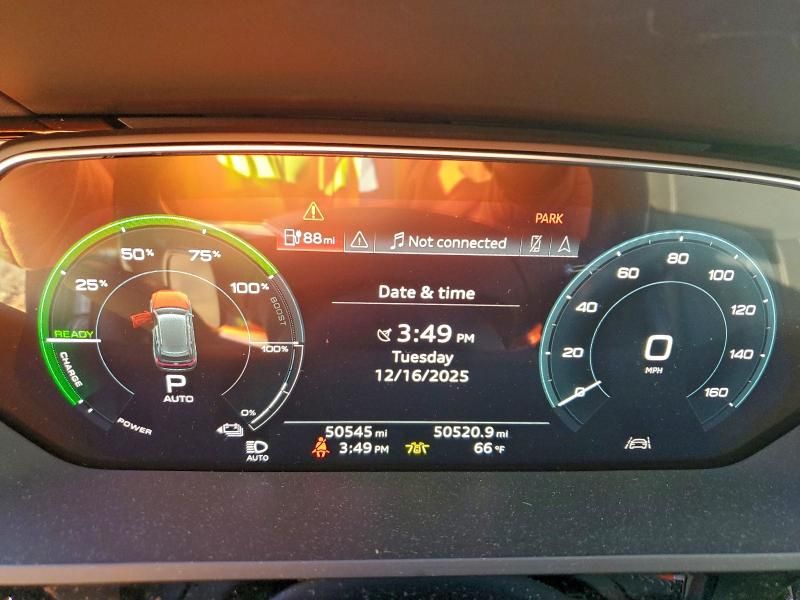 PARK
88 mi Not connected
50% 75%
25% 100%
BOOST
READY
CHARGE
100%
P
AUTO
0%
POWER
AUTO
Date & time
3:49 PM
Tuesday
12/16/2025
50545 mi 50520.9 mi
3:49 PM 66 °F
80
60 100
40 120
20 140
0 160
0
MPH